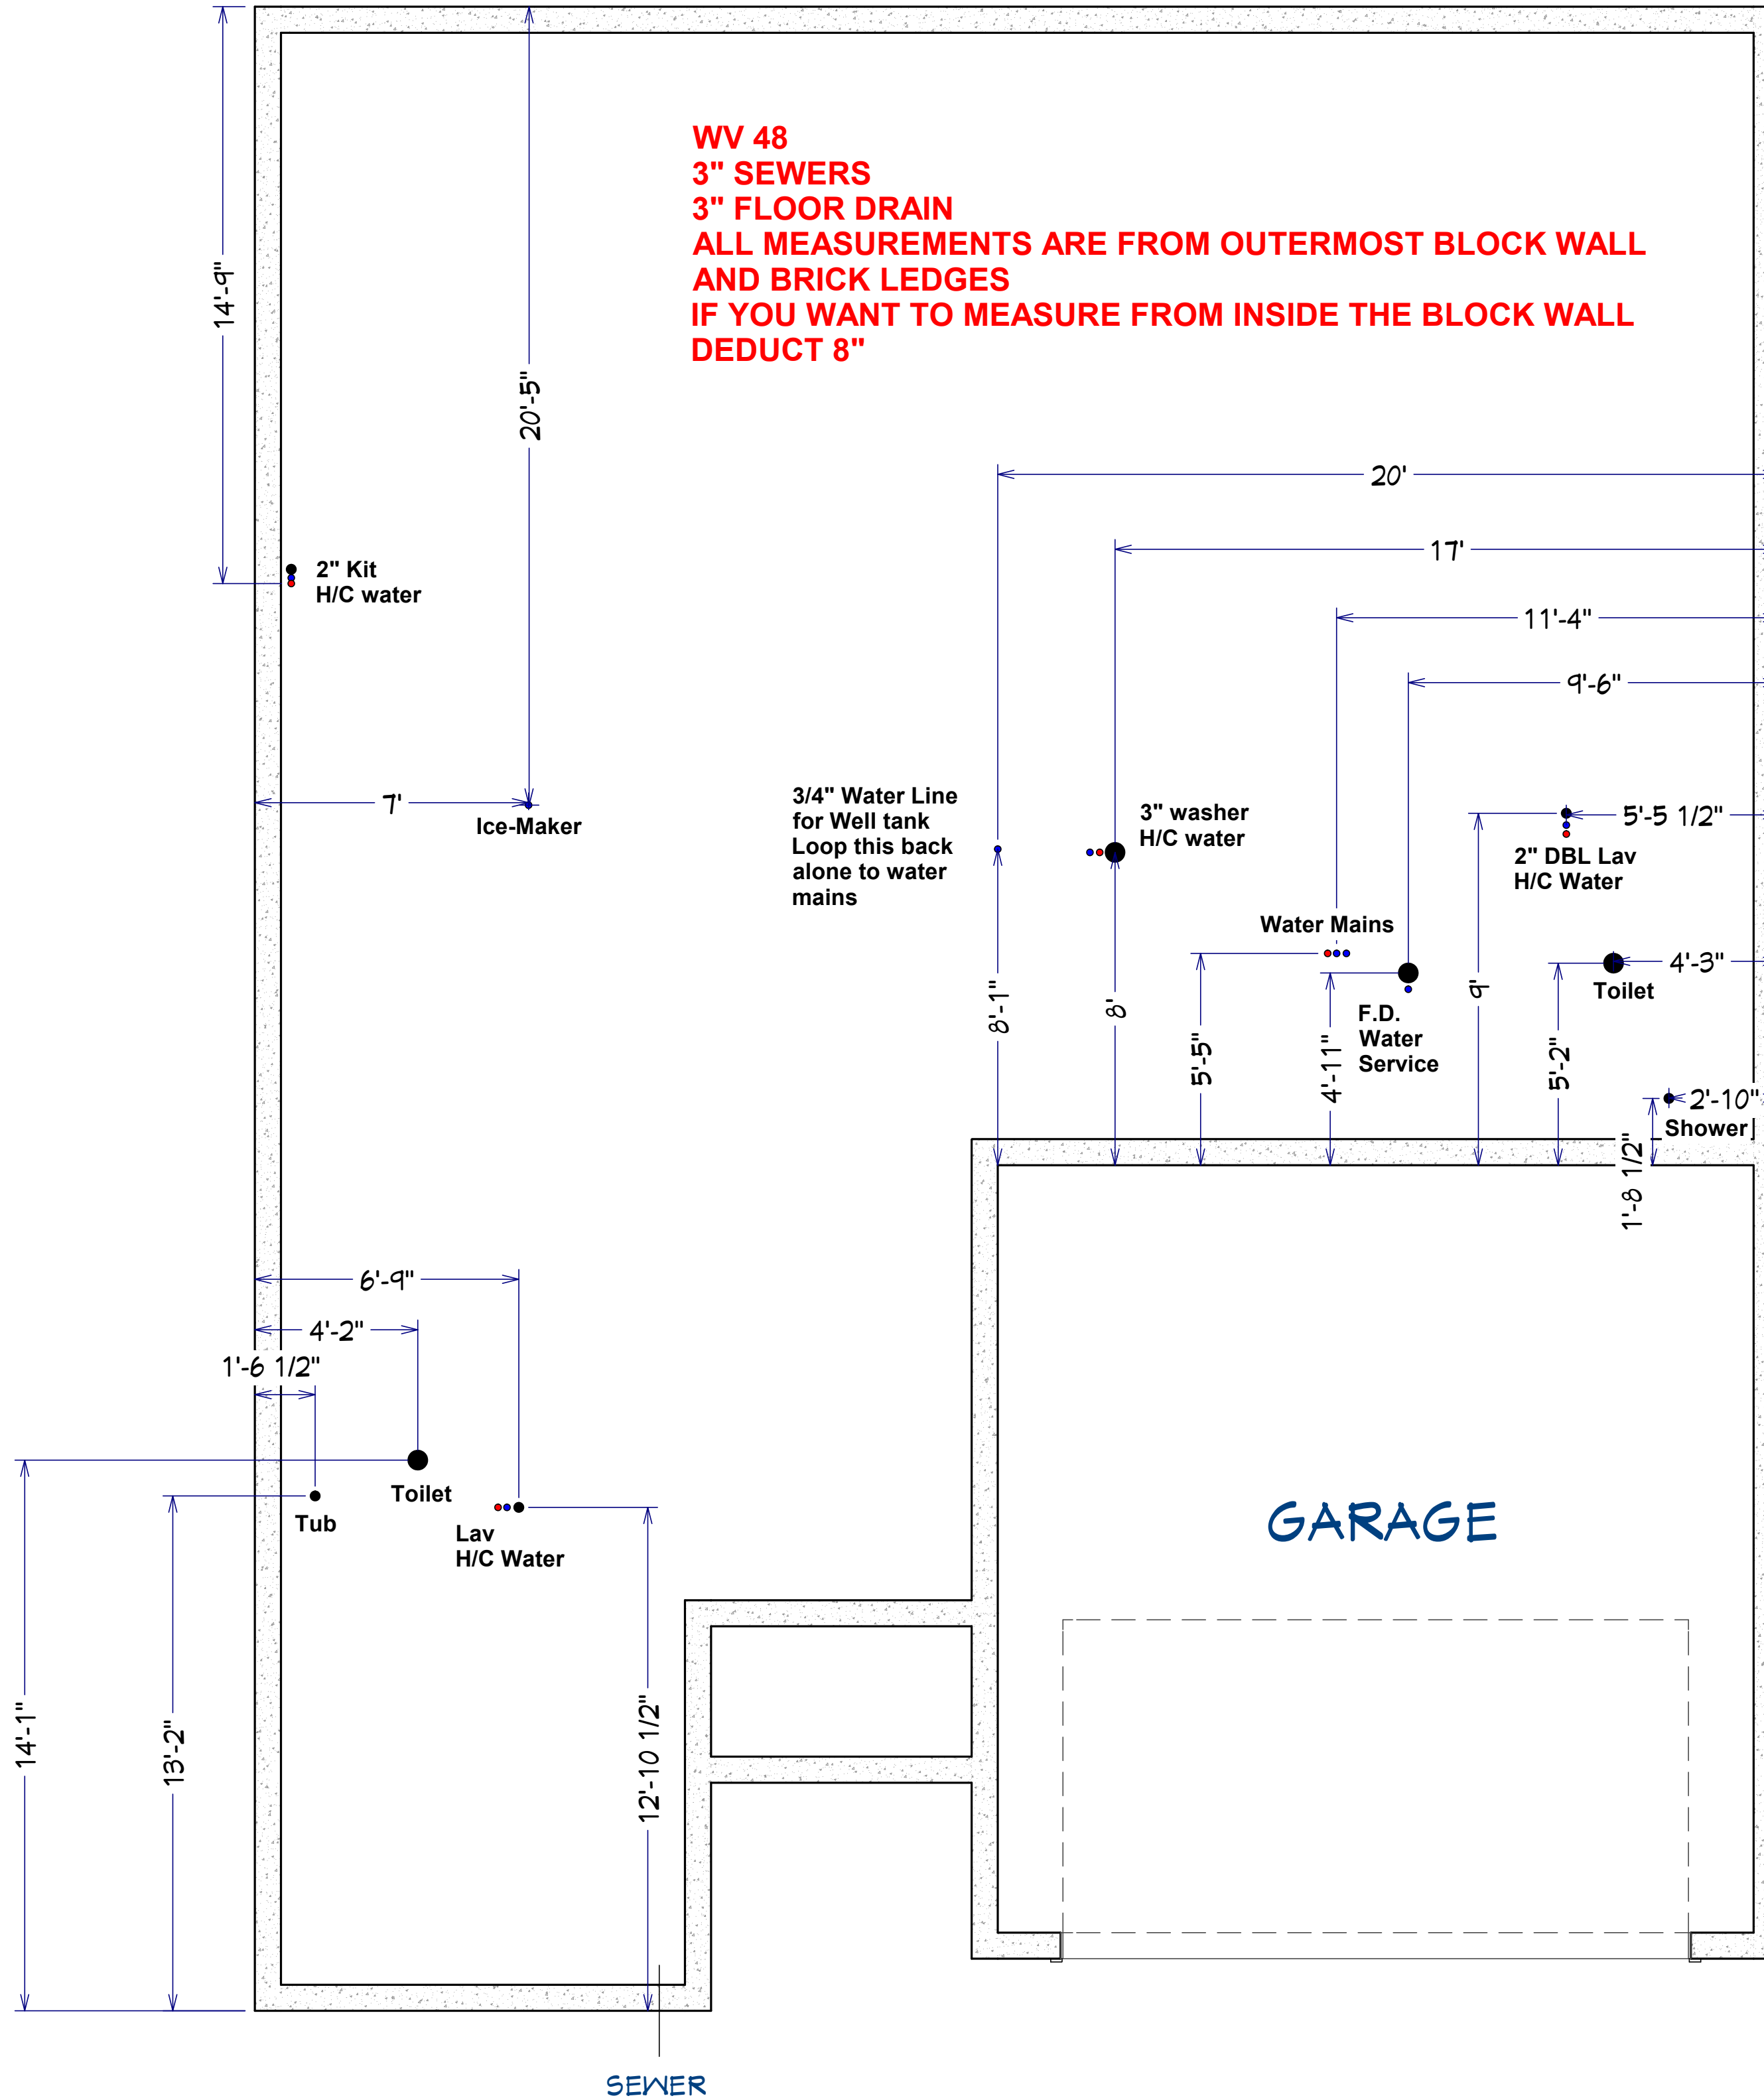 WV 48
3" SEWERS
3" FLOOR DRAIN
ALL MEASUREMENTS ARE FROM OUTERMOST BLOCK WALL
AND BRICK LEDGES
IF YOU WANT TO MEASURE FROM INSIDE THE BLOCK WALL
DEDUCT 8"
14'-9"
20'-5"
20'
17'
2" Kit
H/C water
11'-4"
9'-6"
7'
Ice-Maker
3/4" Water Line
for Well tank
Loop this back
alone to water
mains
3" washer
H/C water
5'-5 1/2"
2" DBL Lav
H/C Water
Water Mains
4'-3"
Toilet
8'-1"
8'
5'-5"
4'-11"
F.D.
Water
Service
9'
5'-2"
2'-10"
Shower
1'-8 1/2"
6'-9"
4'-2"
1'-6 1/2"
Toilet
Tub
Lav
H/C Water
GARAGE
14'-1"
13'-2"
12'-10 1/2"
SEWER